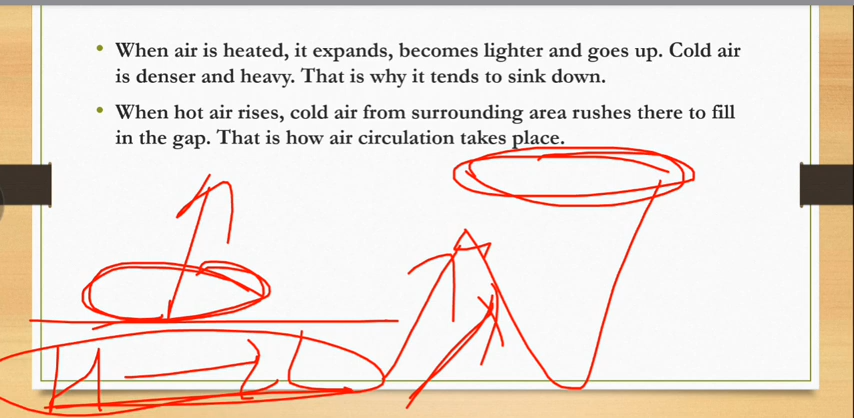 • When air is heated, it expands, becomes lighter and goes up. Cold air
is denser and heavy. That is why it tends to sink down.
• When hot air rises, cold air from surrounding area rushes there to fill
in the gap. That is how air circulation takes place.
H → L